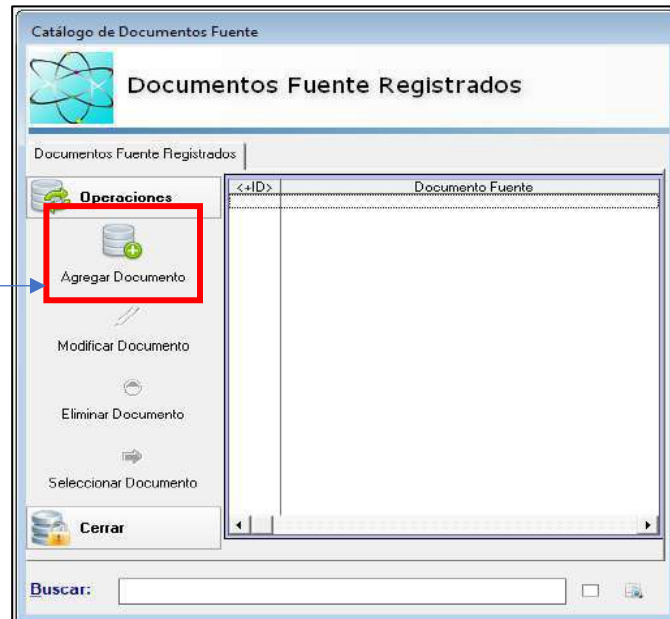 Catálogo de Documentos Fuente
Documentos Fuente Registrados
Documentos Fuente Registrados
Operaciones
<+ID> Documento Fuente
Agregar Documento
Modificar Documento
Eliminar Documento
Seleccionar Documento
Cerrar
Buscar: